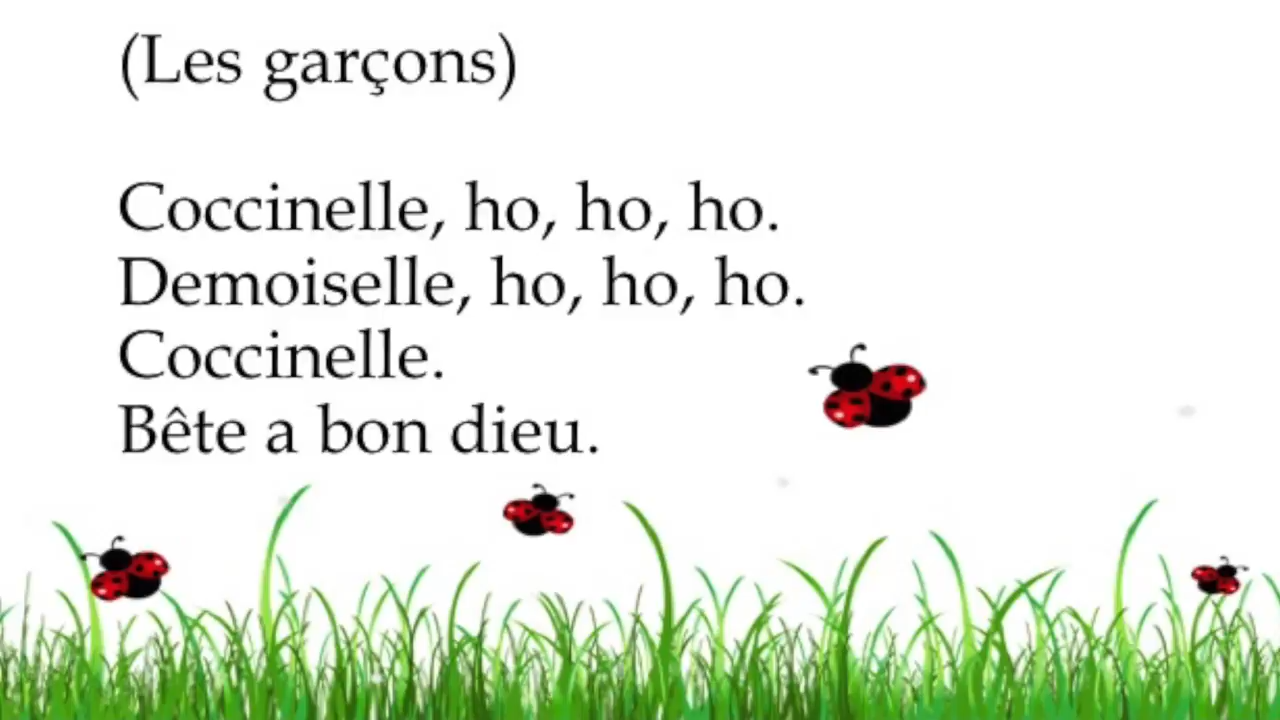 (Les garçons)
Coccinelle, ho, ho, ho.
Demoiselle, ho, ho, ho.
Coccinelle.
Bête a bon dieu.